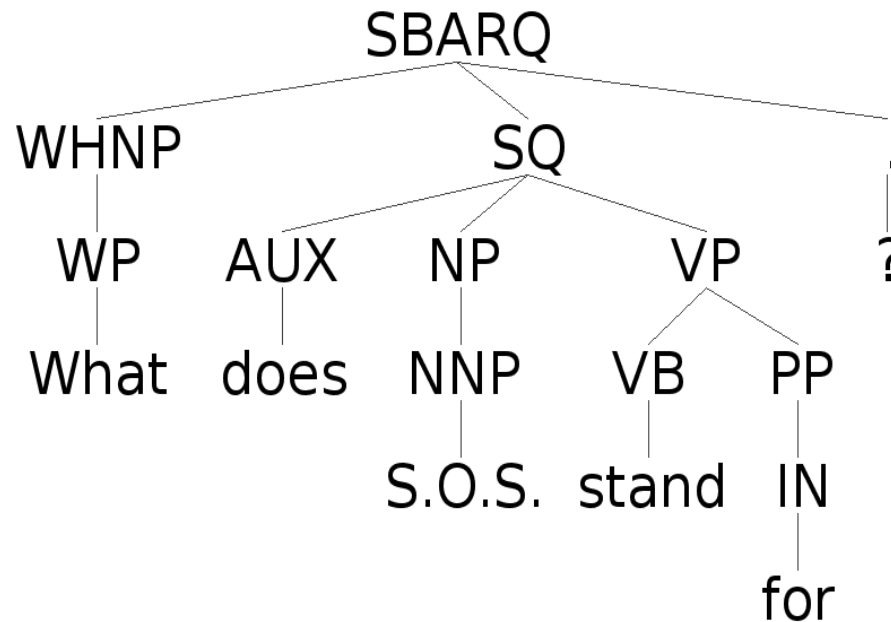 SBARQ
WHNP SQ .
WP AUX NP VP ?
What does NNP VB PP
S.O.S. stand IN
for